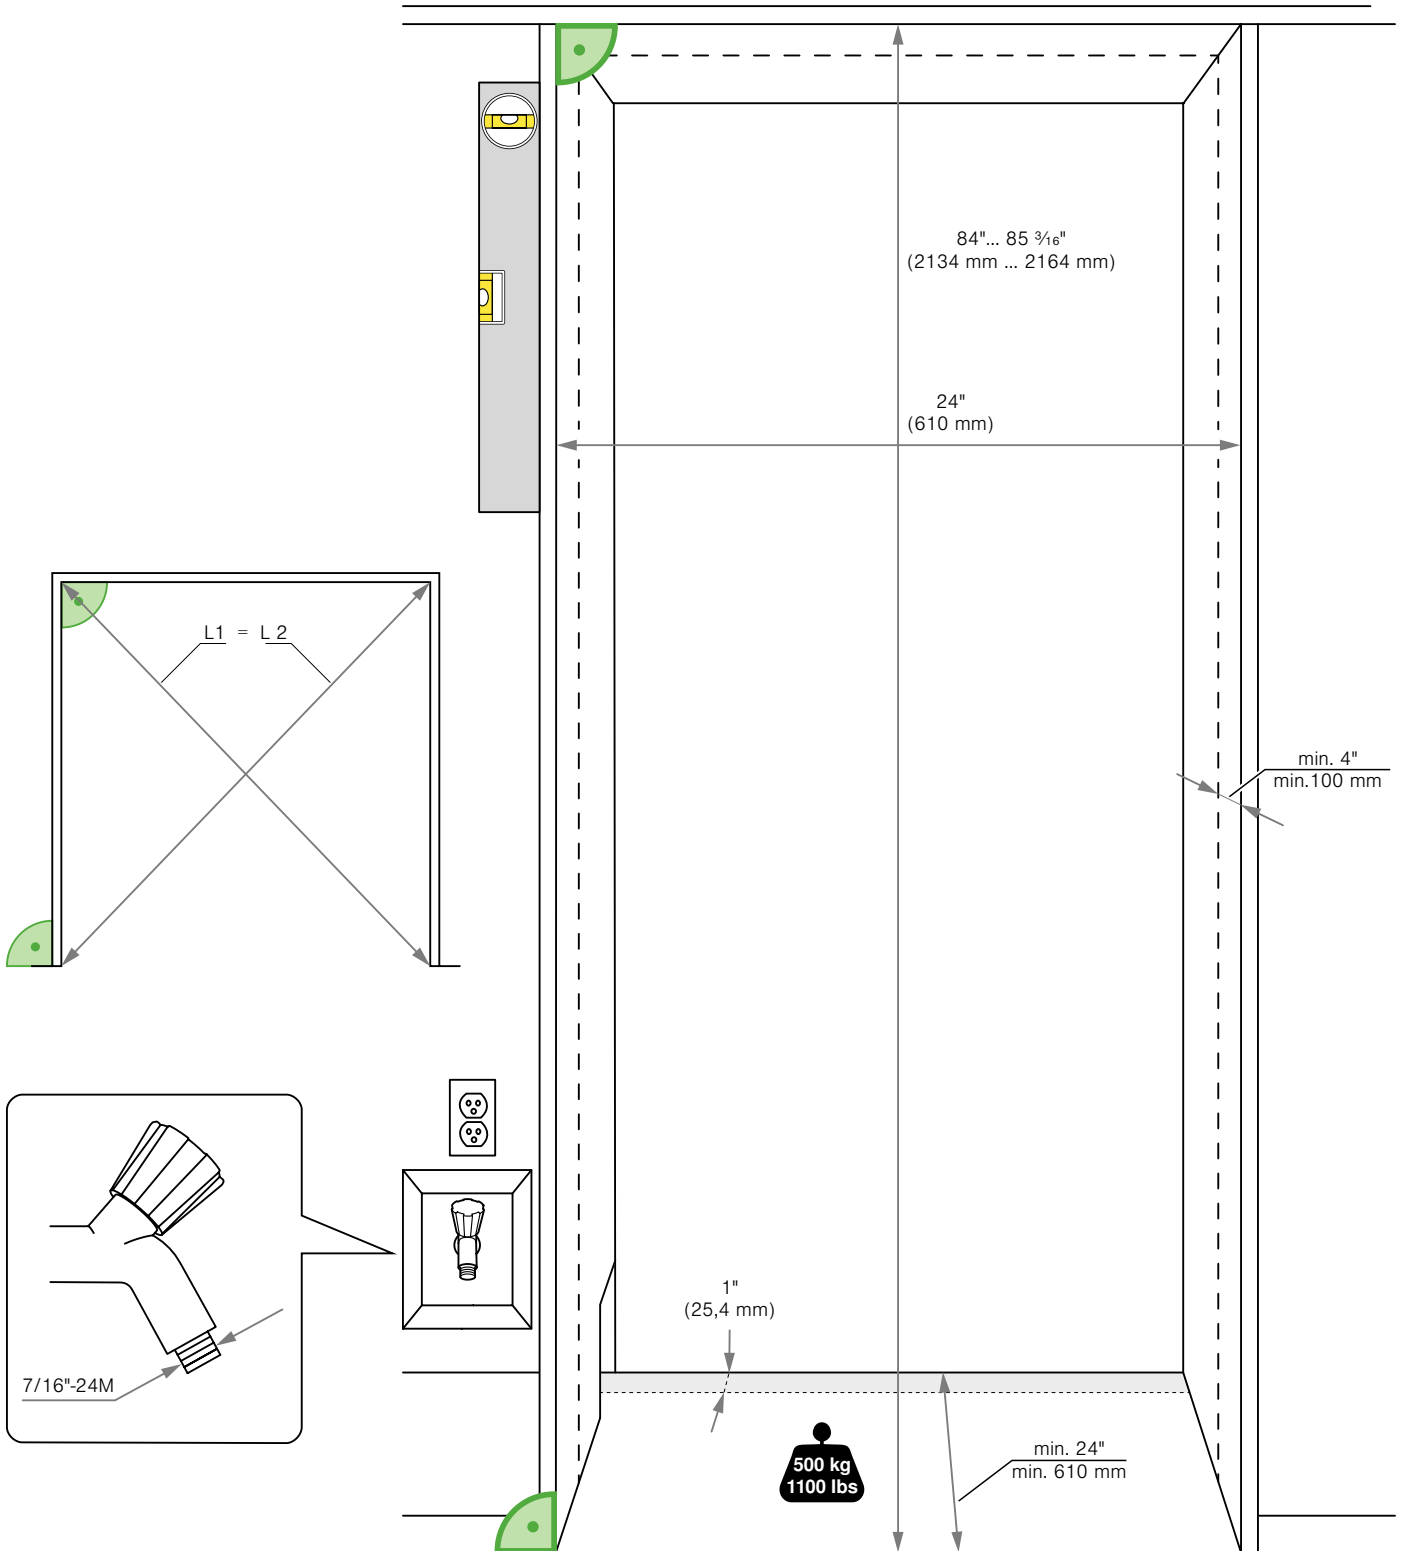 84"... 85 ³⁄₁₆"
(2134 mm ... 2164 mm)
24"
(610 mm)
L1 = L 2
min. 4"
min.100 mm
1"
(25,4 mm)
7/16"-24M
min. 24"
min. 610 mm
500 kg
1100 lbs